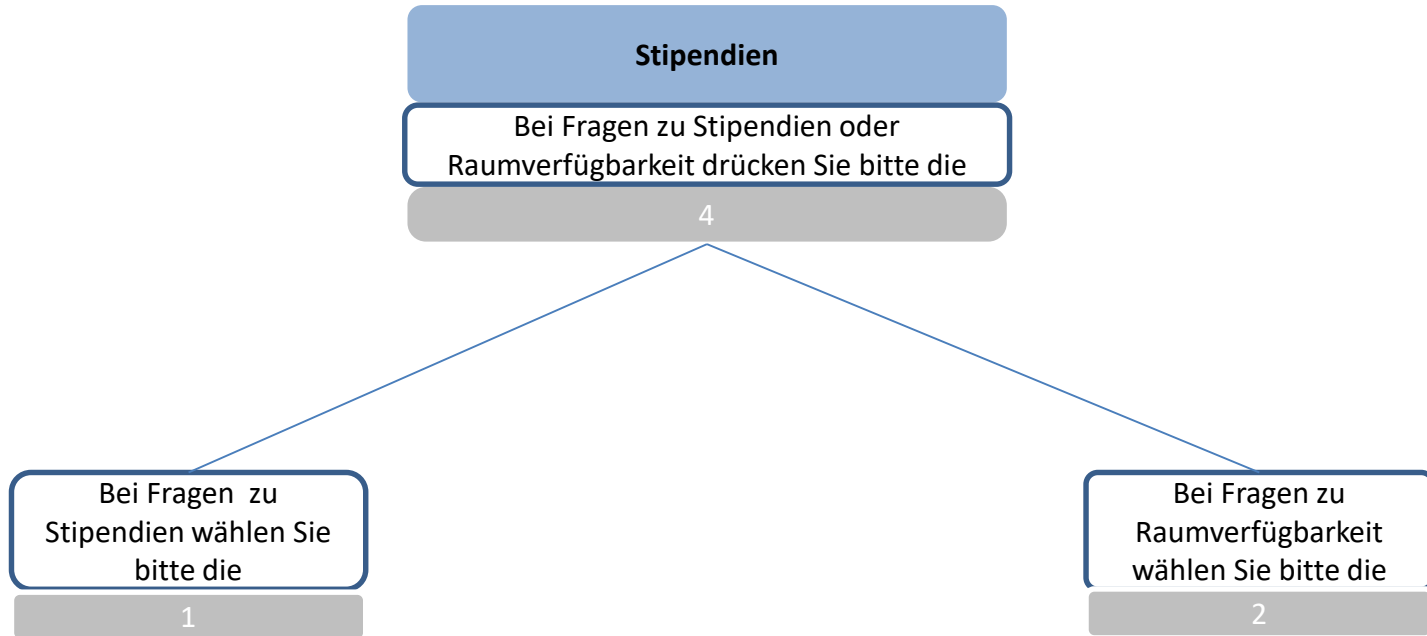 Stipendien
Bei Fragen zu Stipendien oder
Raumverfügbarkeit drücken Sie bitte die
4
Bei Fragen  zu
Stipendien wählen Sie
bitte die
1
Bei Fragen zu
Raumverfügbarkeit
wählen Sie bitte die
2